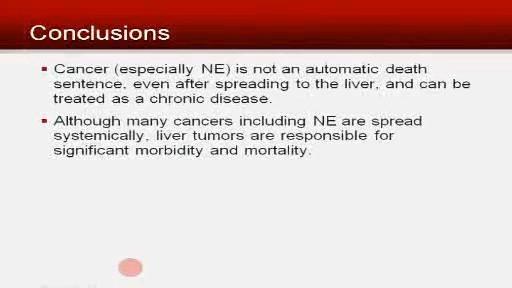 Conclusions
Cancer (especially NE) is not an automatic death
sentence, even after spreading to the liver, and can be
treated as a chronic disease.
Although many cancers including NE are spread
systemically, liver tumors are responsible for
significant morbidity and mortality.